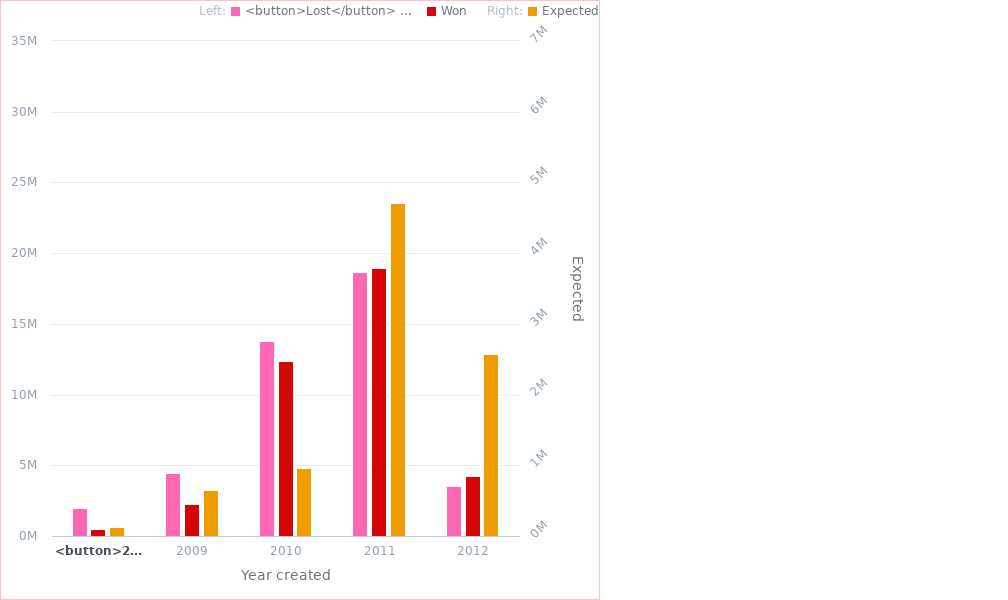 Left: <button>Lost</button> ... Won Right: Expected
35M
30M
25M
20M
15M
10M
5M
0M
7M
6M
5M
4M
3M
2M
1M
0M
Expected
<button>2... 2009 2010 2011 2012
Year created